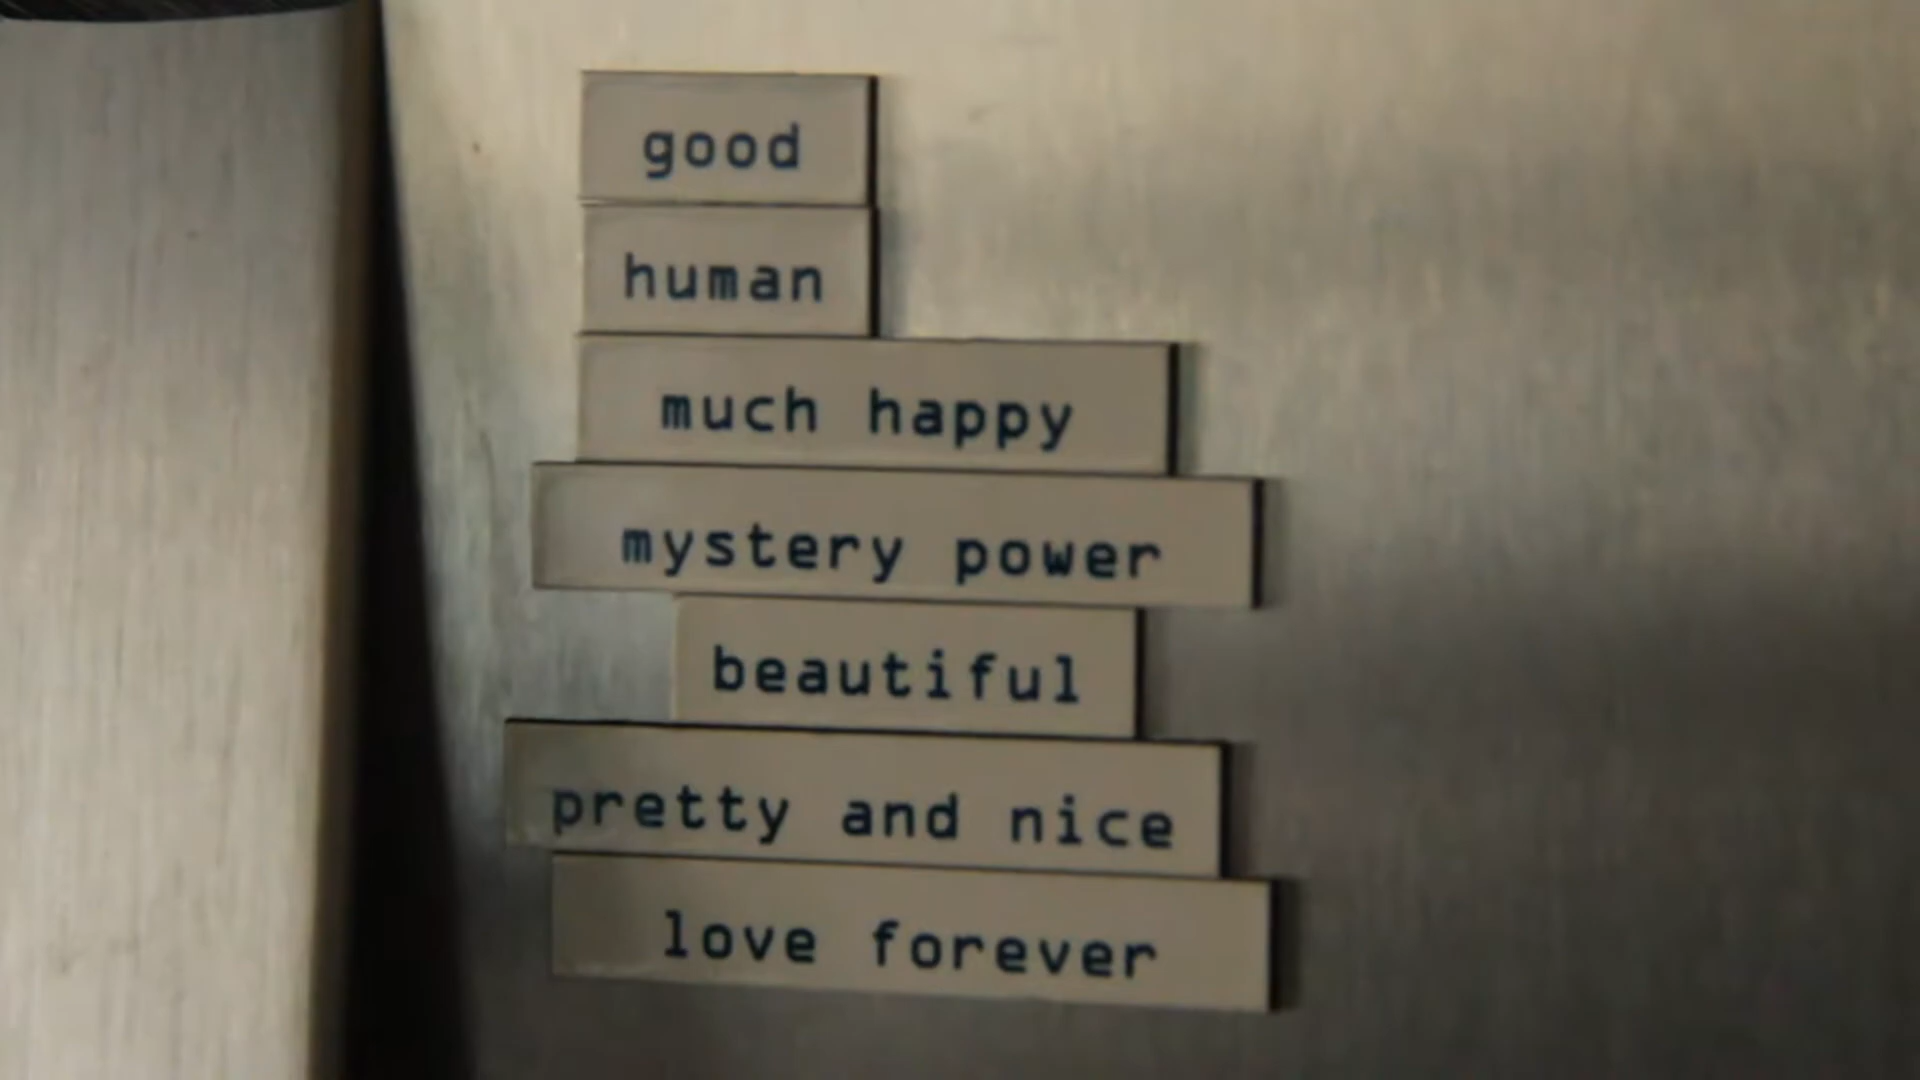 good
human
much happy
mystery power
beautiful
pretty and nice
love forever